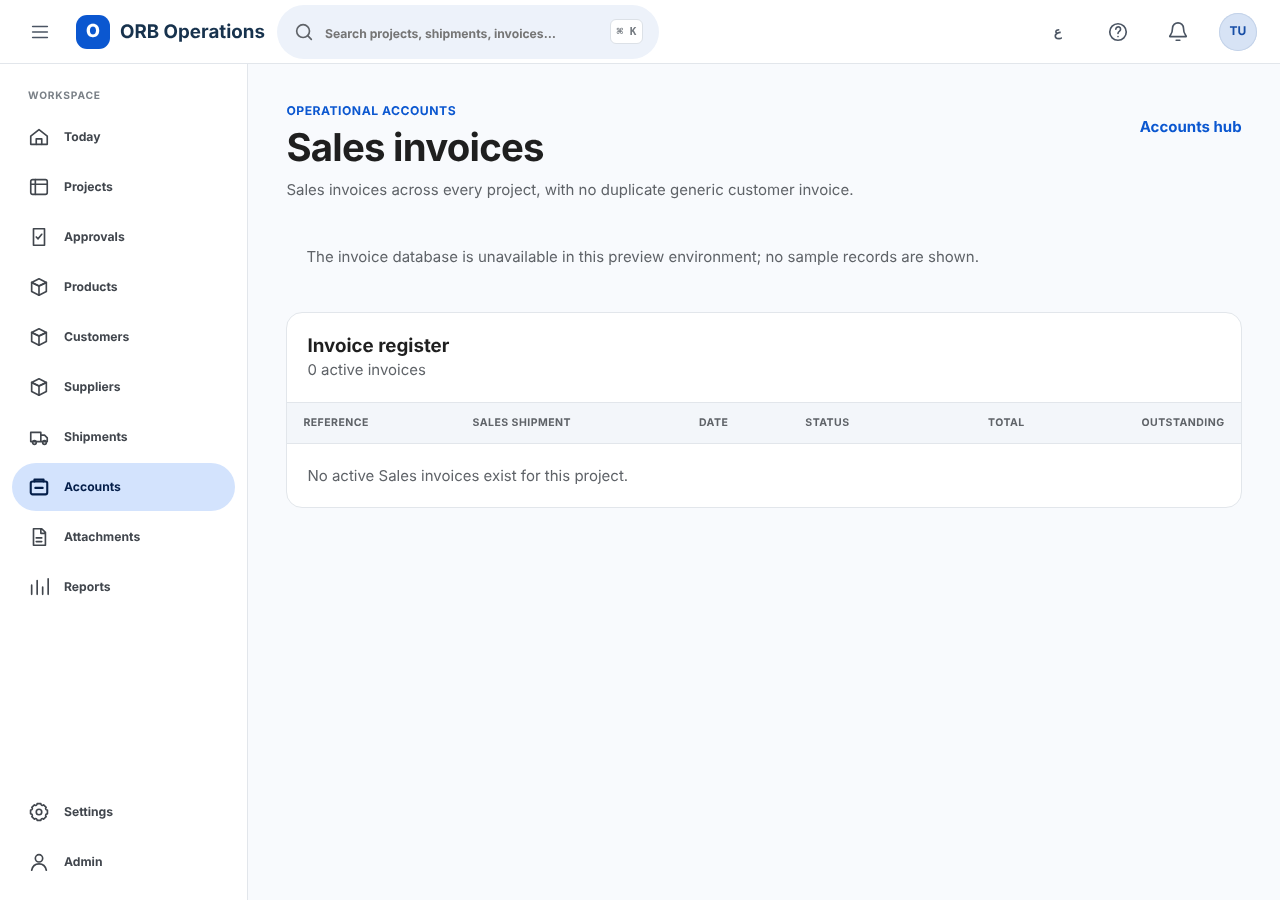 O ORB Operations
Search projects, shipments, invoices...
⌘ K
ع
TU
WORKSPACE
Today
Projects
Approvals
Products
Customers
Suppliers
Shipments
Accounts
Attachments
Reports
Settings
Admin
OPERATIONAL ACCOUNTS
Sales invoices
Accounts hub
Sales invoices across every project, with no duplicate generic customer invoice.
The invoice database is unavailable in this preview environment; no sample records are shown.
Invoice register
0 active invoices
REFERENCE SALES SHIPMENT DATE STATUS TOTAL OUTSTANDING
No active Sales invoices exist for this project.